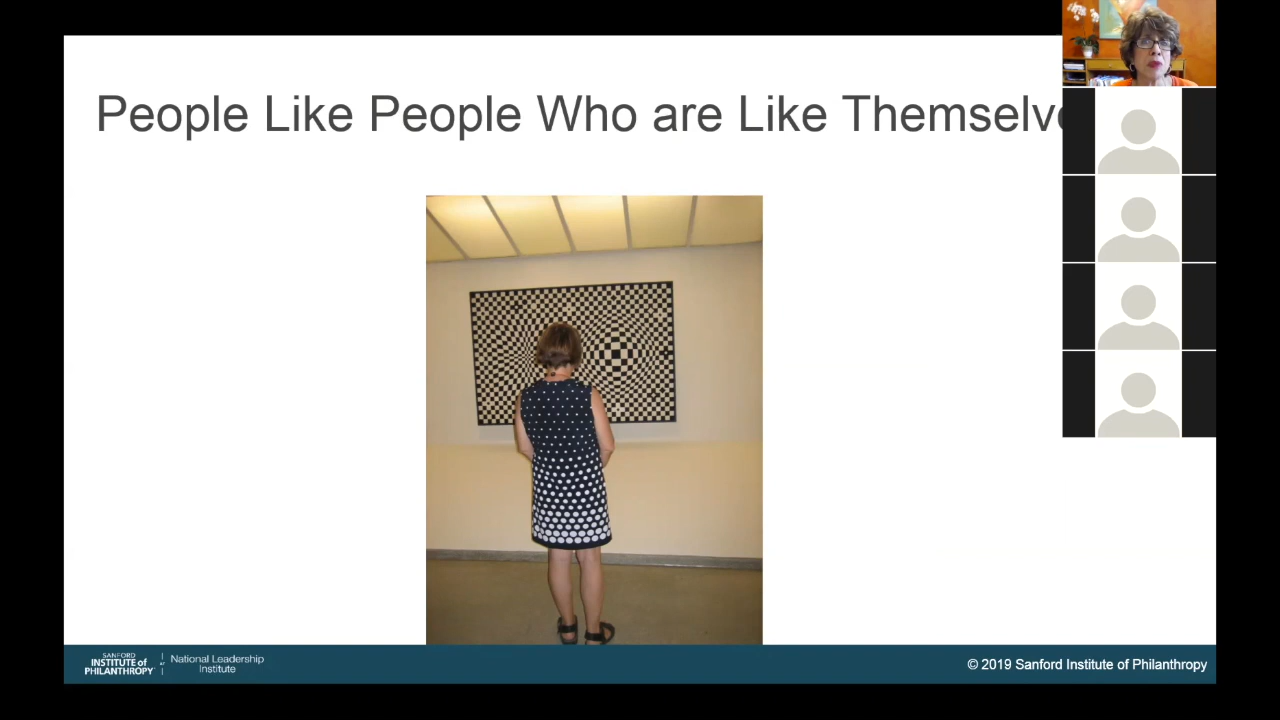 People Like People Who are Like Themselve
SANFORD
INSTITUTE of
PHILANTHROPY
AT
National Leadership
Institute
© 2019 Sanford Institute of Philanthropy